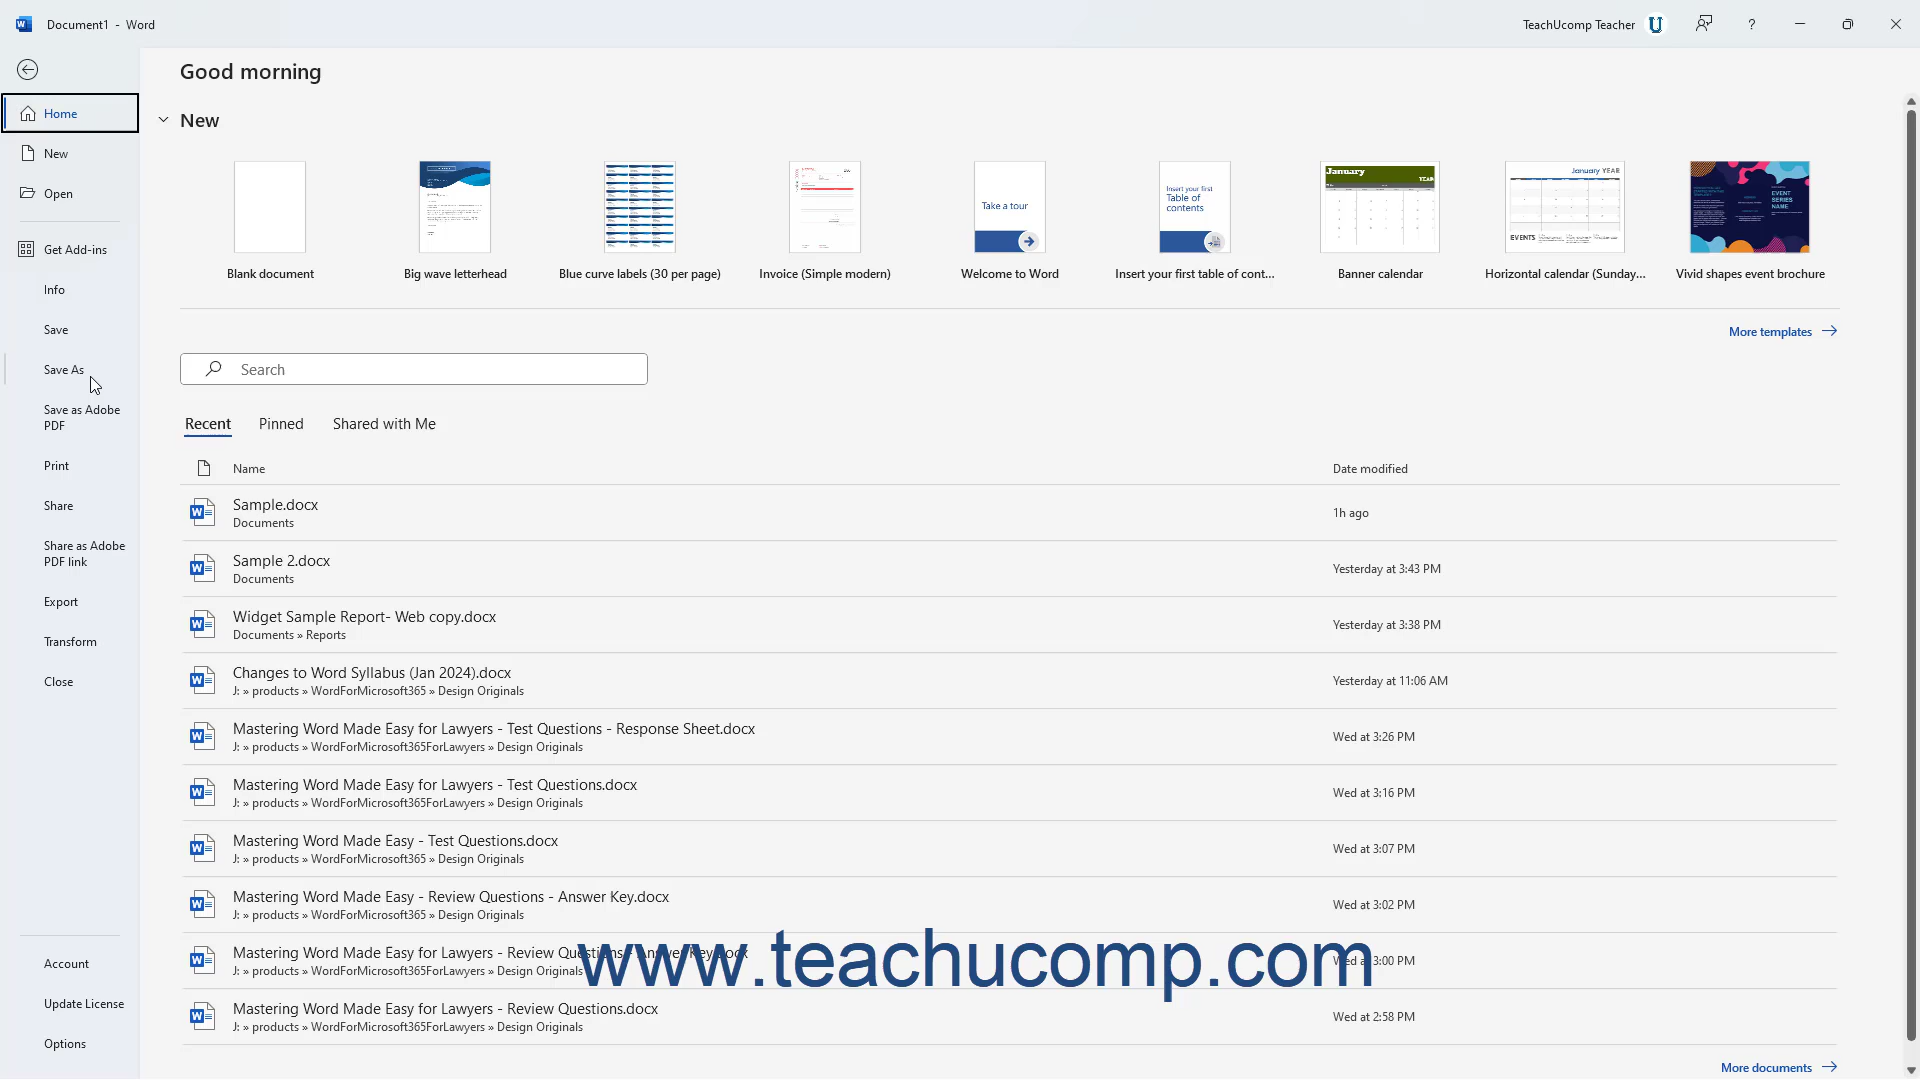 Document1 - Word
TeachUcomp Teacher
Good morning
Home
New
Open
Get Add-ins
Info
Save
Save As
Save as Adobe
PDF
Print
Share
Share as Adobe
PDF link
Export
Transform
Close
Account
Update License
Options
New
Take a tour
Insert your first
Table of
contents
January
YEAR
January YEAR
EVENTS
EVENT
SERIES
NAME
Blank document
Big wave letterhead
Blue curve labels (30 per page)
Invoice (Simple modern)
Welcome to Word
Insert your first table of cont...
Banner calendar
Horizontal calendar (Sunday...
Vivid shapes event brochure
More templates
Search
Recent
Pinned
Shared with Me
Name
Date modified
Sample.docx
Documents
1h ago
Sample 2.docx
Documents
Yesterday at 3:43 PM
Widget Sample Report- Web copy.docx
Documents » Reports
Yesterday at 3:38 PM
Changes to Word Syllabus (Jan 2024).docx
J: » products » WordForMicrosoft365 » Design Originals
Yesterday at 11:06 AM
Mastering Word Made Easy for Lawyers - Test Questions - Response Sheet.docx
J: » products » WordForMicrosoft365ForLawyers » Design Originals
Wed at 3:26 PM
Mastering Word Made Easy for Lawyers - Test Questions.docx
J: » products » WordForMicrosoft365ForLawyers » Design Originals
Wed at 3:16 PM
Mastering Word Made Easy - Test Questions.docx
J: » products » WordForMicrosoft365 » Design Originals
Wed at 3:07 PM
Mastering Word Made Easy - Review Questions - Answer Key.docx
J: » products » WordForMicrosoft365 » Design Originals
Wed at 3:02 PM
Mastering Word Made Easy for Lawyers - Review Questions - Answer Key.docx
J: » products » WordForMicrosoft365ForLawyers » Design Originals
Wed at 3:00 PM
www.teachucomp.com
Mastering Word Made Easy for Lawyers - Review Questions.docx
J: » products » WordForMicrosoft365ForLawyers » Design Originals
Wed at 2:58 PM
More documents